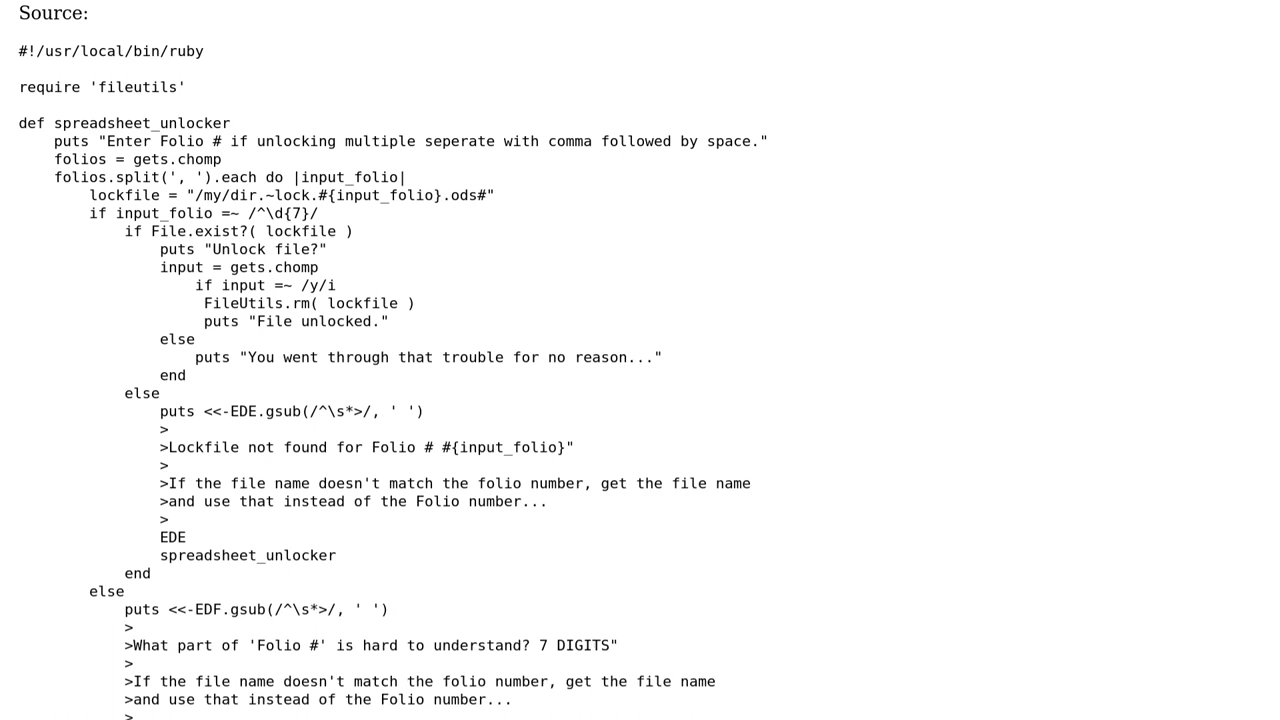 Source:
#!/usr/local/bin/ruby
require 'fileutils'
def spreadsheet_unlocker
    puts "Enter Folio # if unlocking multiple seperate with comma followed by space."
    folios = gets.chomp
    folios.split(', ').each do |input_folio|
        lockfile = "/my/dir.~lock.#{input_folio}.ods#"
        if input_folio =~ /^\d{7}/
            if File.exist?( lockfile )
                puts "Unlock file?"
                input = gets.chomp
                    if input =~ /y/i
                     FileUtils.rm( lockfile )
                     puts "File unlocked."
                else
                    puts "You went through that trouble for no reason..."
                end
            else
                puts <<-EDE.gsub(/^\s*>/, ' ')
                >
                >Lockfile not found for Folio # #{input_folio}"
                >
                >If the file name doesn't match the folio number, get the file name
                >and use that instead of the Folio number...
                >
                EDE
                spreadsheet_unlocker
            end
        else
            puts <<-EDF.gsub(/^\s*>/, ' ')
            >
            >What part of 'Folio #' is hard to understand? 7 DIGITS"
            >
            >If the file name doesn't match the folio number, get the file name
            >and use that instead of the Folio number...
            >